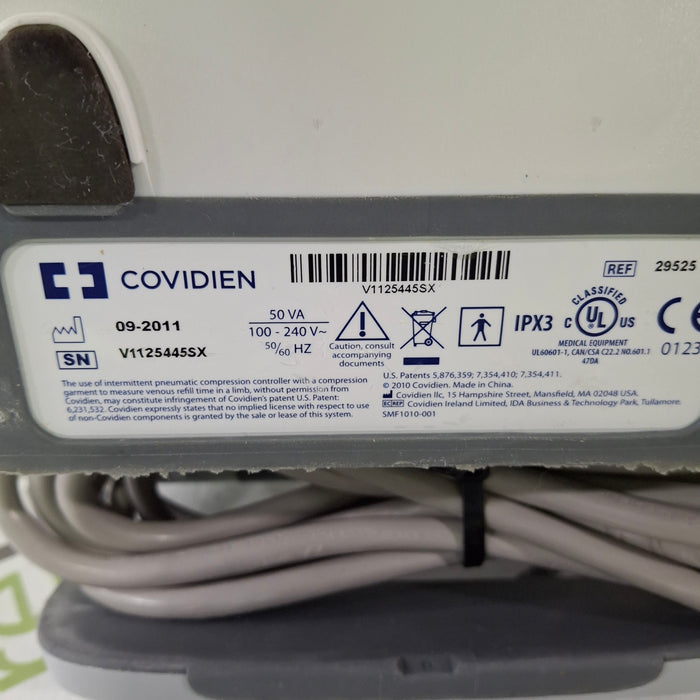 COVIDIEN
V1125445SX
REF 29525
09-2011
SN V1125445SX
50 VA
100 - 240 V~
50/60 HZ
Caution, consult
accompanying
documents
IPX3
CLASSIFIED
C UL US
MEDICAL EQUIPMENT
UL60601-1, CAN/CSA C22.2 NO.601.1
47DA
CE
0123
The use of intermittent pneumatic compression controller with a compression
garment to measure venous refill time in a limb, without permission from
Covidien, may constitute infringement of Covidien's patent U.S. Patent:
6,231,532. Covidien expressly states that no implied license with respect to use
of non-Covidien components is granted by the sale or lease of this system.
U.S. Patents 5,876,359; 7,354,410; 7,354,411.
© 2010 Covidien. Made in China.
Covidien llc, 15 Hampshire Street, Mansfield, MA 02048 USA.
EC REP Covidien Ireland Limited, IDA Business & Technology Park, Tullamore.
SMF1010-001